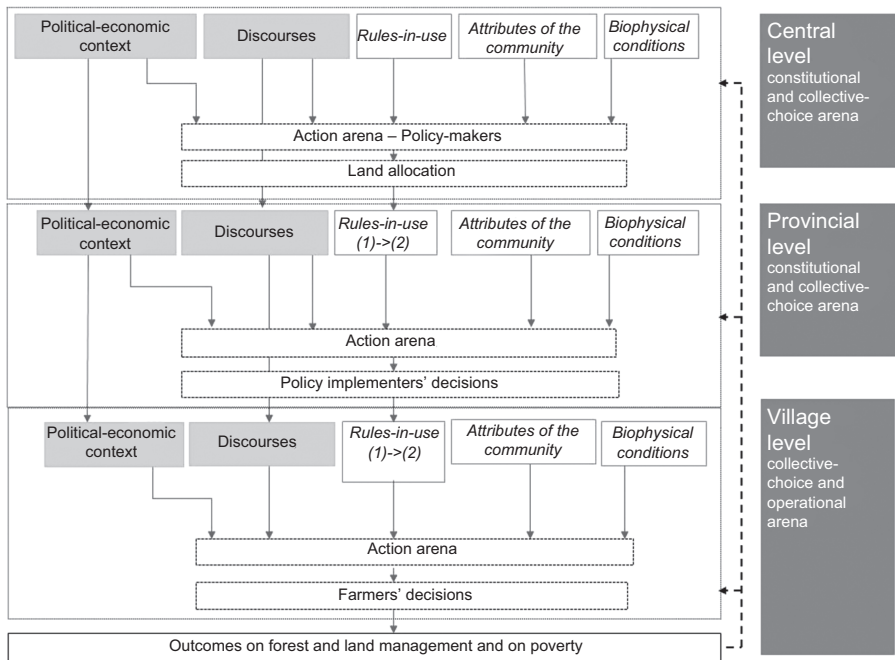 Political-economic
context
Discourses
Rules-in-use
Attributes of the
community
Biophysical
conditions
Action arena – Policy-makers
Land allocation
Central
level
constitutional
and collective-
choice arena
Political-economic
context
Discourses
Rules-in-use
(1)->(2)
Attributes of the
community
Biophysical
conditions
Action arena
Policy implementers’ decisions
Provincial
level
constitutional
and collective-
choice arena
Political-economic
context
Discourses
Rules-in-use
(1)->(2)
Attributes of the
community
Biophysical
conditions
Action arena
Farmers’ decisions
Village
level
collective-
choice and
operational
arena
Outcomes on forest and land management and on poverty